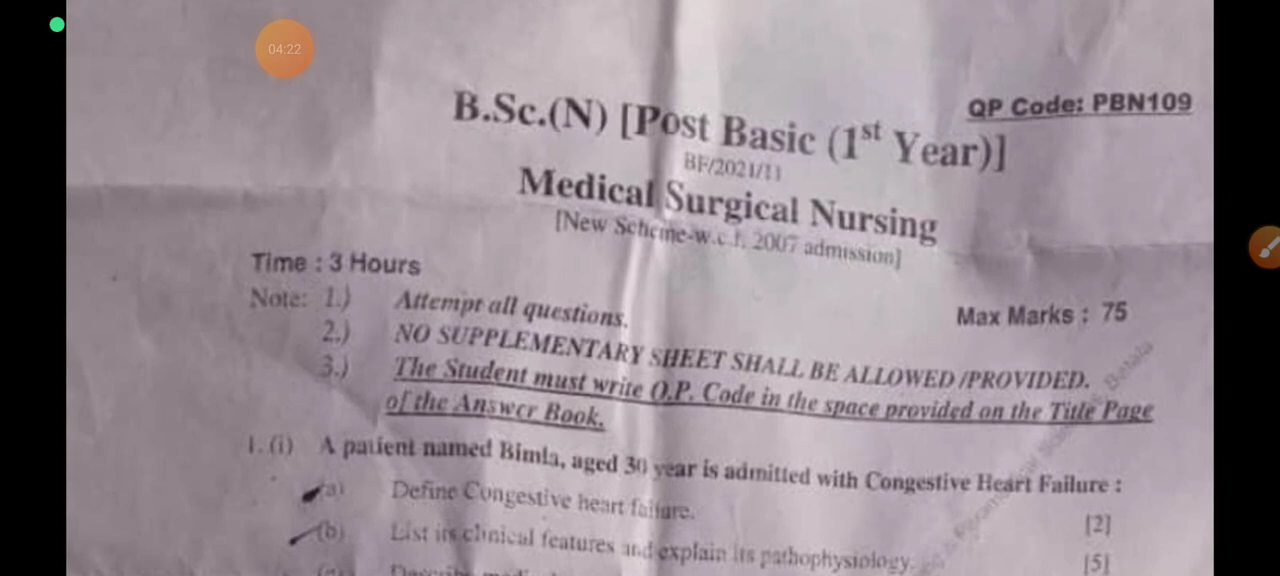 04:22
QP Code: PBN109
B.Sc.(N) [Post Basic (1st Year)]
BF/2021/11
Medical Surgical Nursing
[New Scheme-w.e.f. 2007 admission]
Time : 3 Hours
Max Marks : 75
Note: 1.) Attempt all questions.
2.) NO SUPPLEMENTARY SHEET SHALL BE ALLOWED /PROVIDED.
3.) The Student must write Q.P. Code in the space provided on the Title Page
of the Answer Book.
1. (i) A patient named Bimla, aged 30 year is admitted with Congestive Heart Failure :
(a) Define Congestive heart failure. [2]
(b) List its clinical features and explain its pathophysiology. [5]